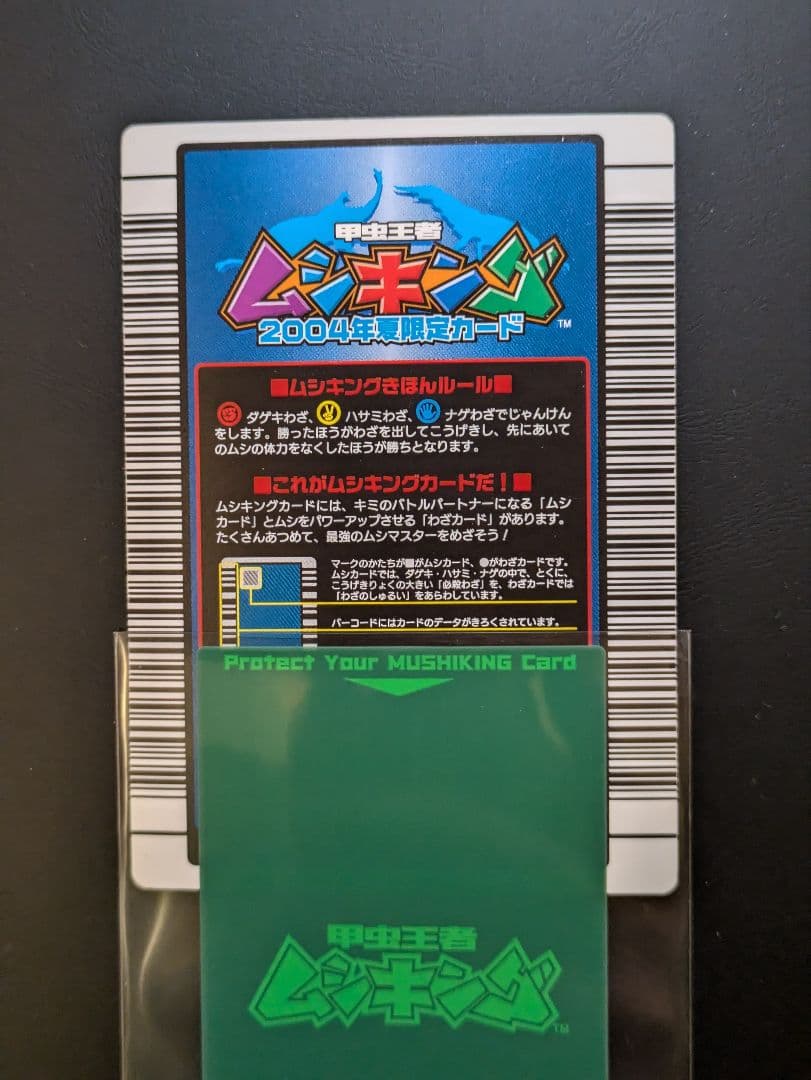 甲虫王者
ムシキング
TM
2004年夏限定カード
■ムシキングきほんルール■
ダゲキわざ、 ハサミわざ、 ナゲわざでじゃんけん
をします。勝ったほうがわざを出してこうげきし、先にあいて
のムシの体力をなくしたほうが勝ちとなります。
■これがムシキングカードだ！■
ムシキングカードには、キミのバトルパートナーになる「ムシ
カード」とムシをパワーアップさせる「わざカード」があります。
たくさんあつめて、最強のムシマスターをめざそう！
マークのかたちが■がムシカード、●がわざカードです。
ムシカードでは、ダゲキ・ハサミ・ナゲの中で、とくに、
こうげきりょくの大きい「必殺わざ」を、わざカードでは
「わざのしゅるい」をあらわしています。
バーコードにはカードのデータがきろくされています。
Protect Your MUSHIKING Card
甲虫王者
ムシキング
TM